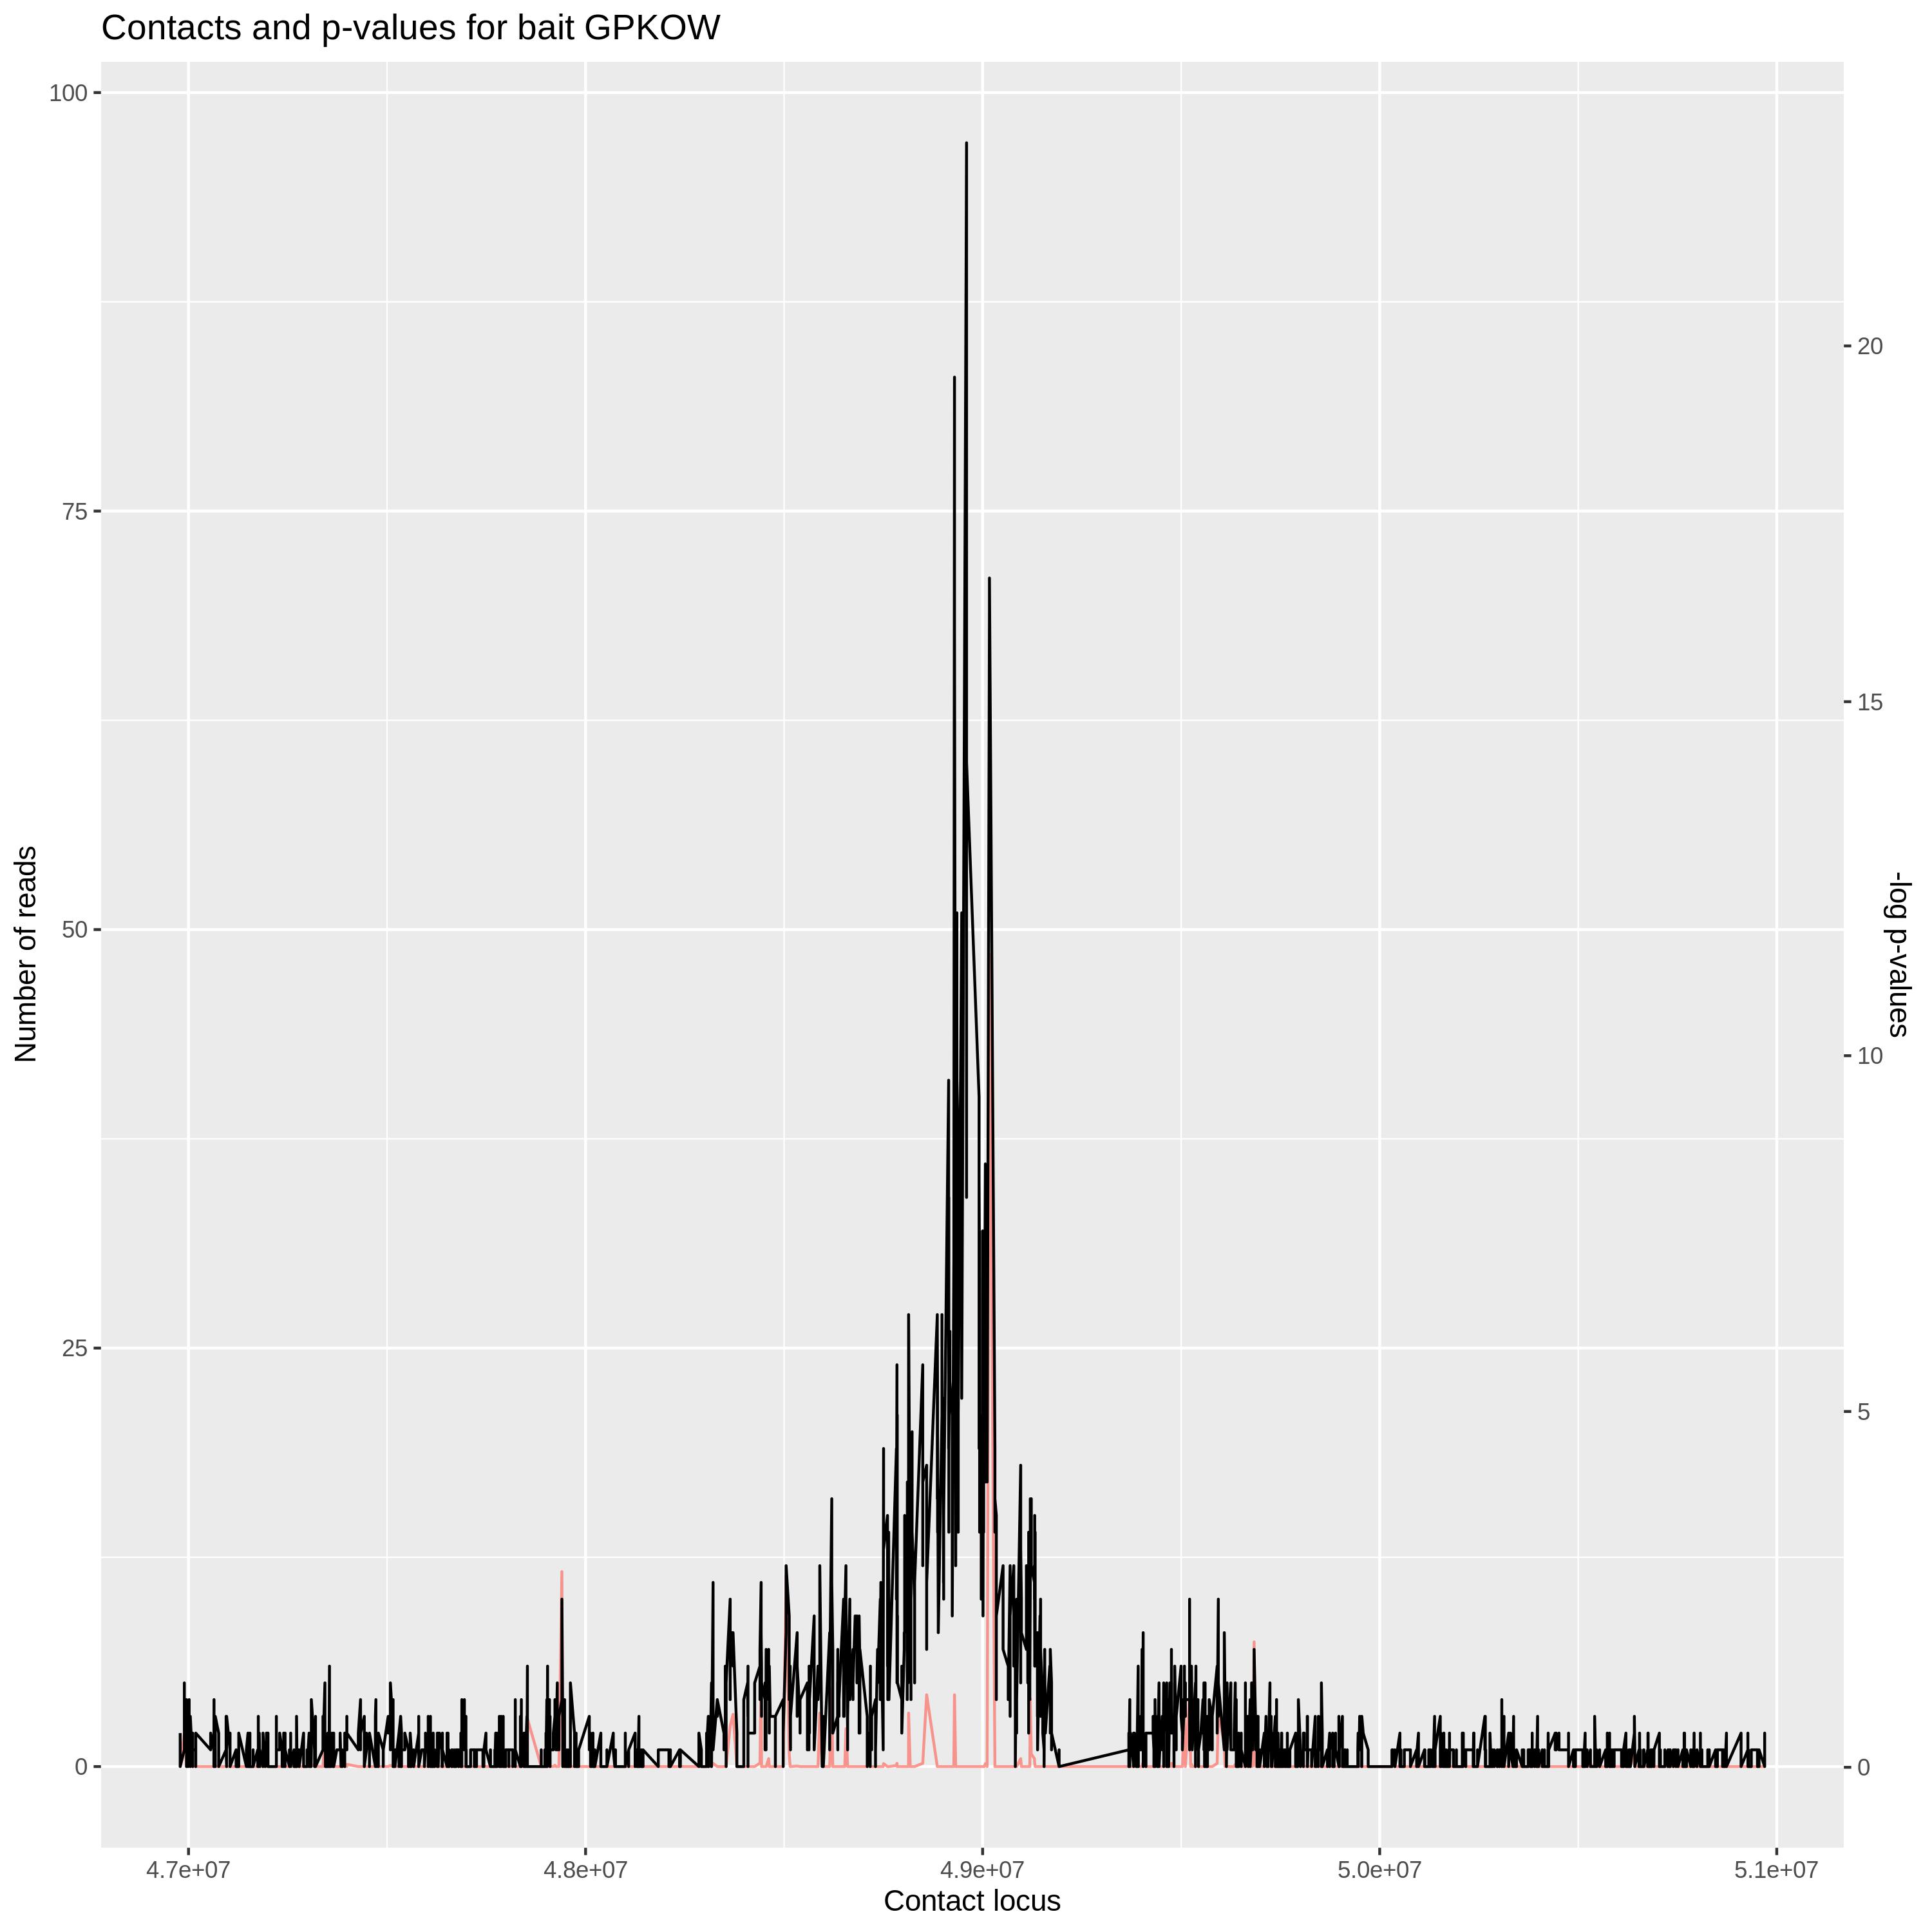 Contacts and p-values for bait GPKOW
100
75
50
25
0
Number of reads
20
15
10
5
0
-log p-values
4.7e+07
4.8e+07
4.9e+07
5.0e+07
5.1e+07
Contact locus